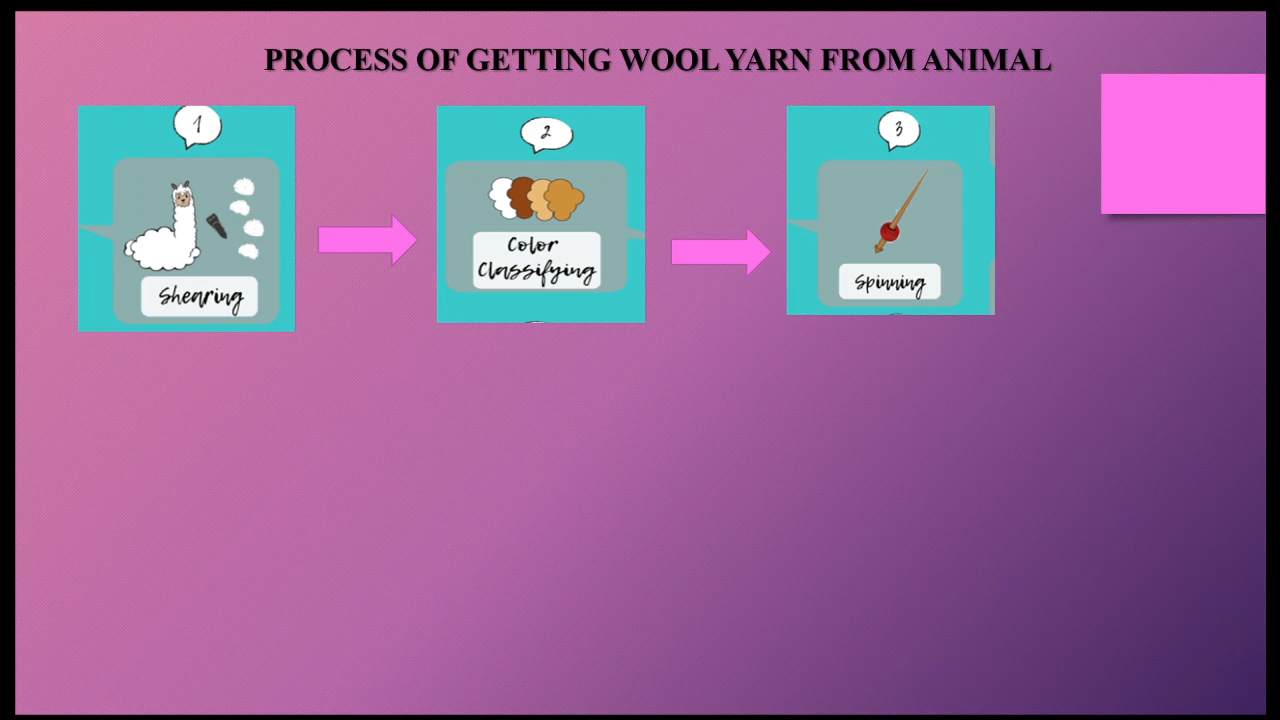 PROCESS OF GETTING WOOL YARN FROM ANIMAL
1
Shearing
2
Color
Classifying
3
Spinning